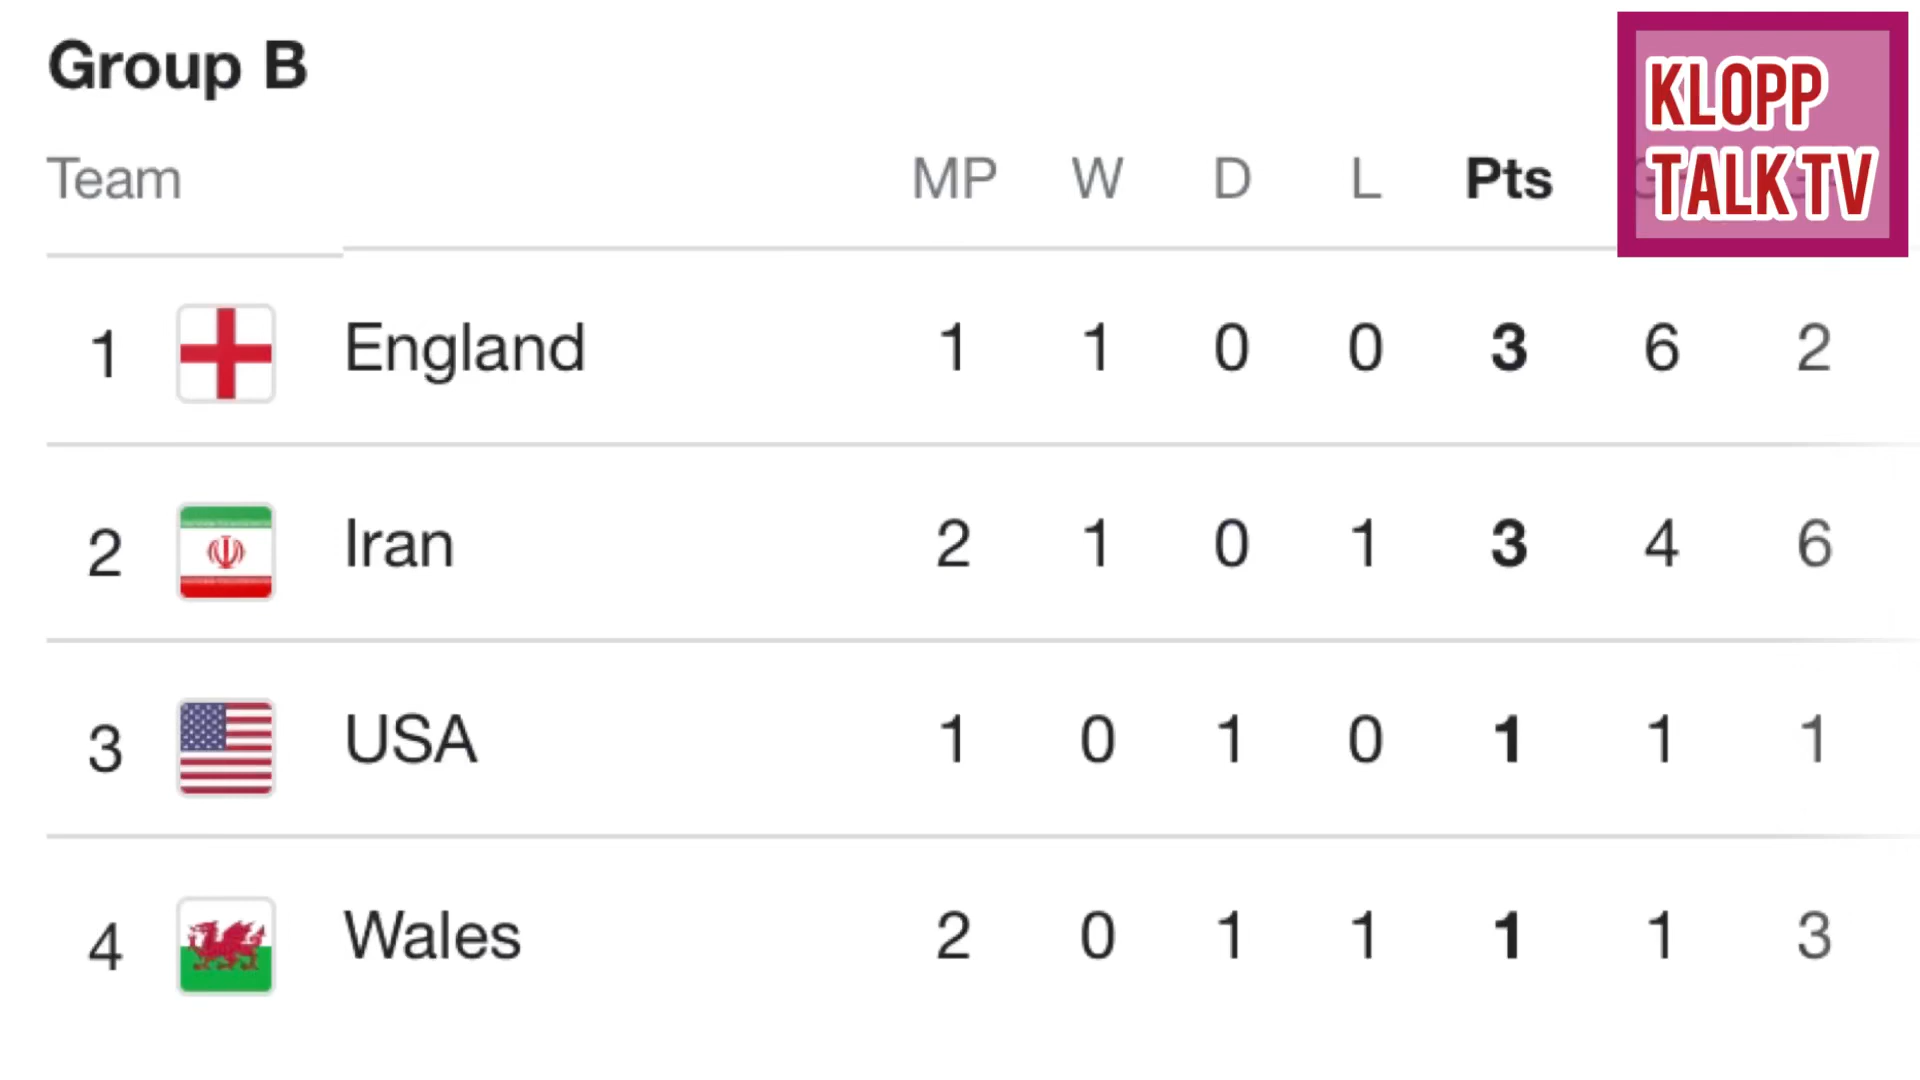 Group B
KLOPP
TALK TV
Team MP W D L Pts
1 England 1 1 0 0 3 6 2
2 Iran 2 1 0 1 3 4 6
3 USA 1 0 1 0 1 1 1
4 Wales 2 0 1 1 1 1 3